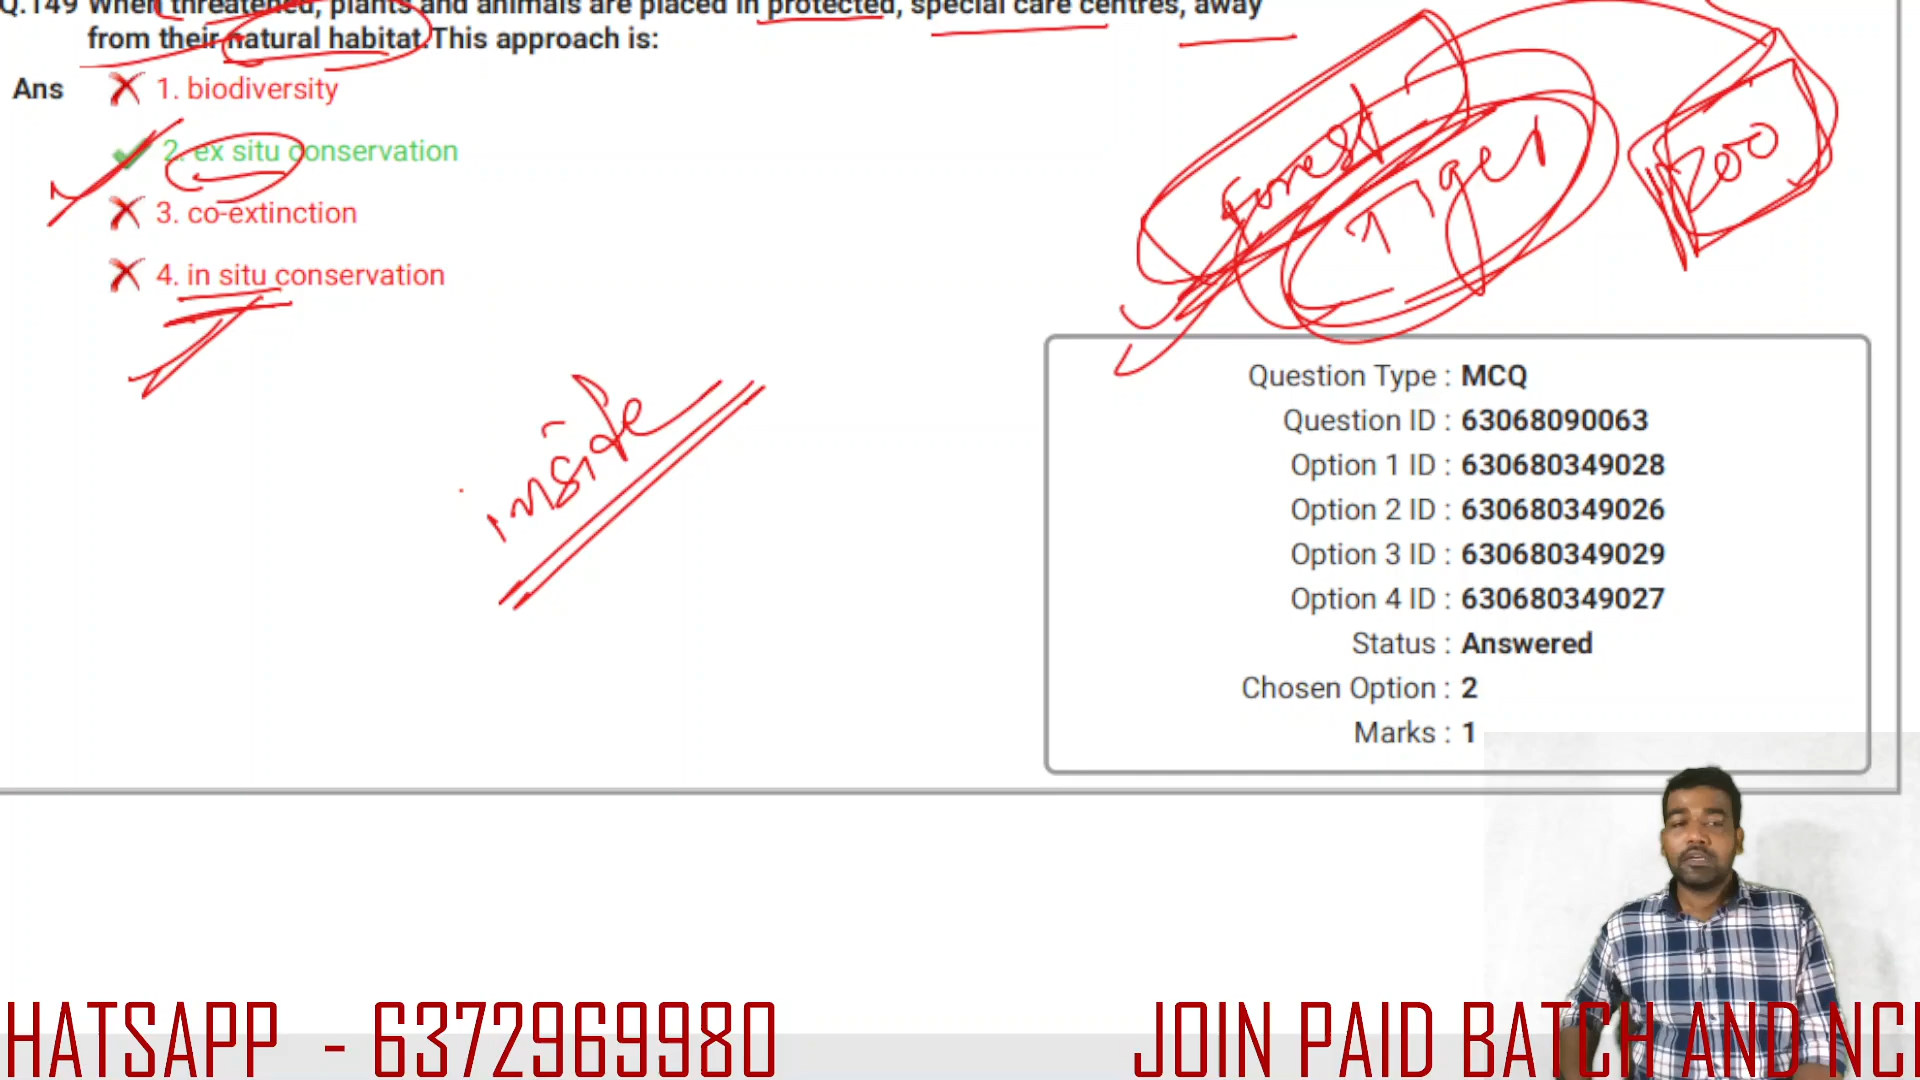 Q.149 When threatened, plants and animals are placed in protected, special care centres, away
from their natural habitat.This approach is:
Ans 1. biodiversity
2. ex situ conservation
3. co-extinction
4. in situ conservation
Forest
Tiger
ZOO
inside
Question Type : MCQ
Question ID : 63068090063
Option 1 ID : 630680349028
Option 2 ID : 630680349026
Option 3 ID : 630680349029
Option 4 ID : 630680349027
Status : Answered
Chosen Option : 2
Marks : 1
HATSAPP - 6372969980 JOIN PAID BATCH AND NCE